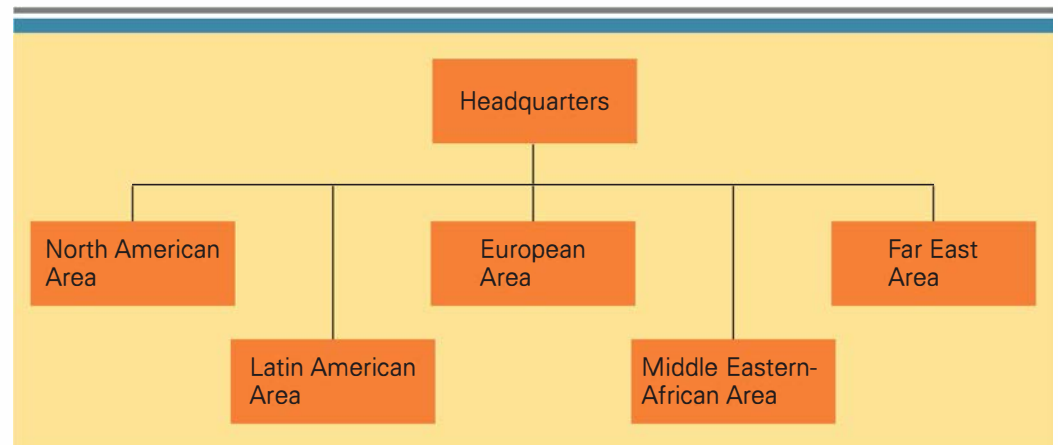 Headquarters
North American
Area
European
Area
Far East
Area
Latin American
Area
Middle Eastern-
African Area